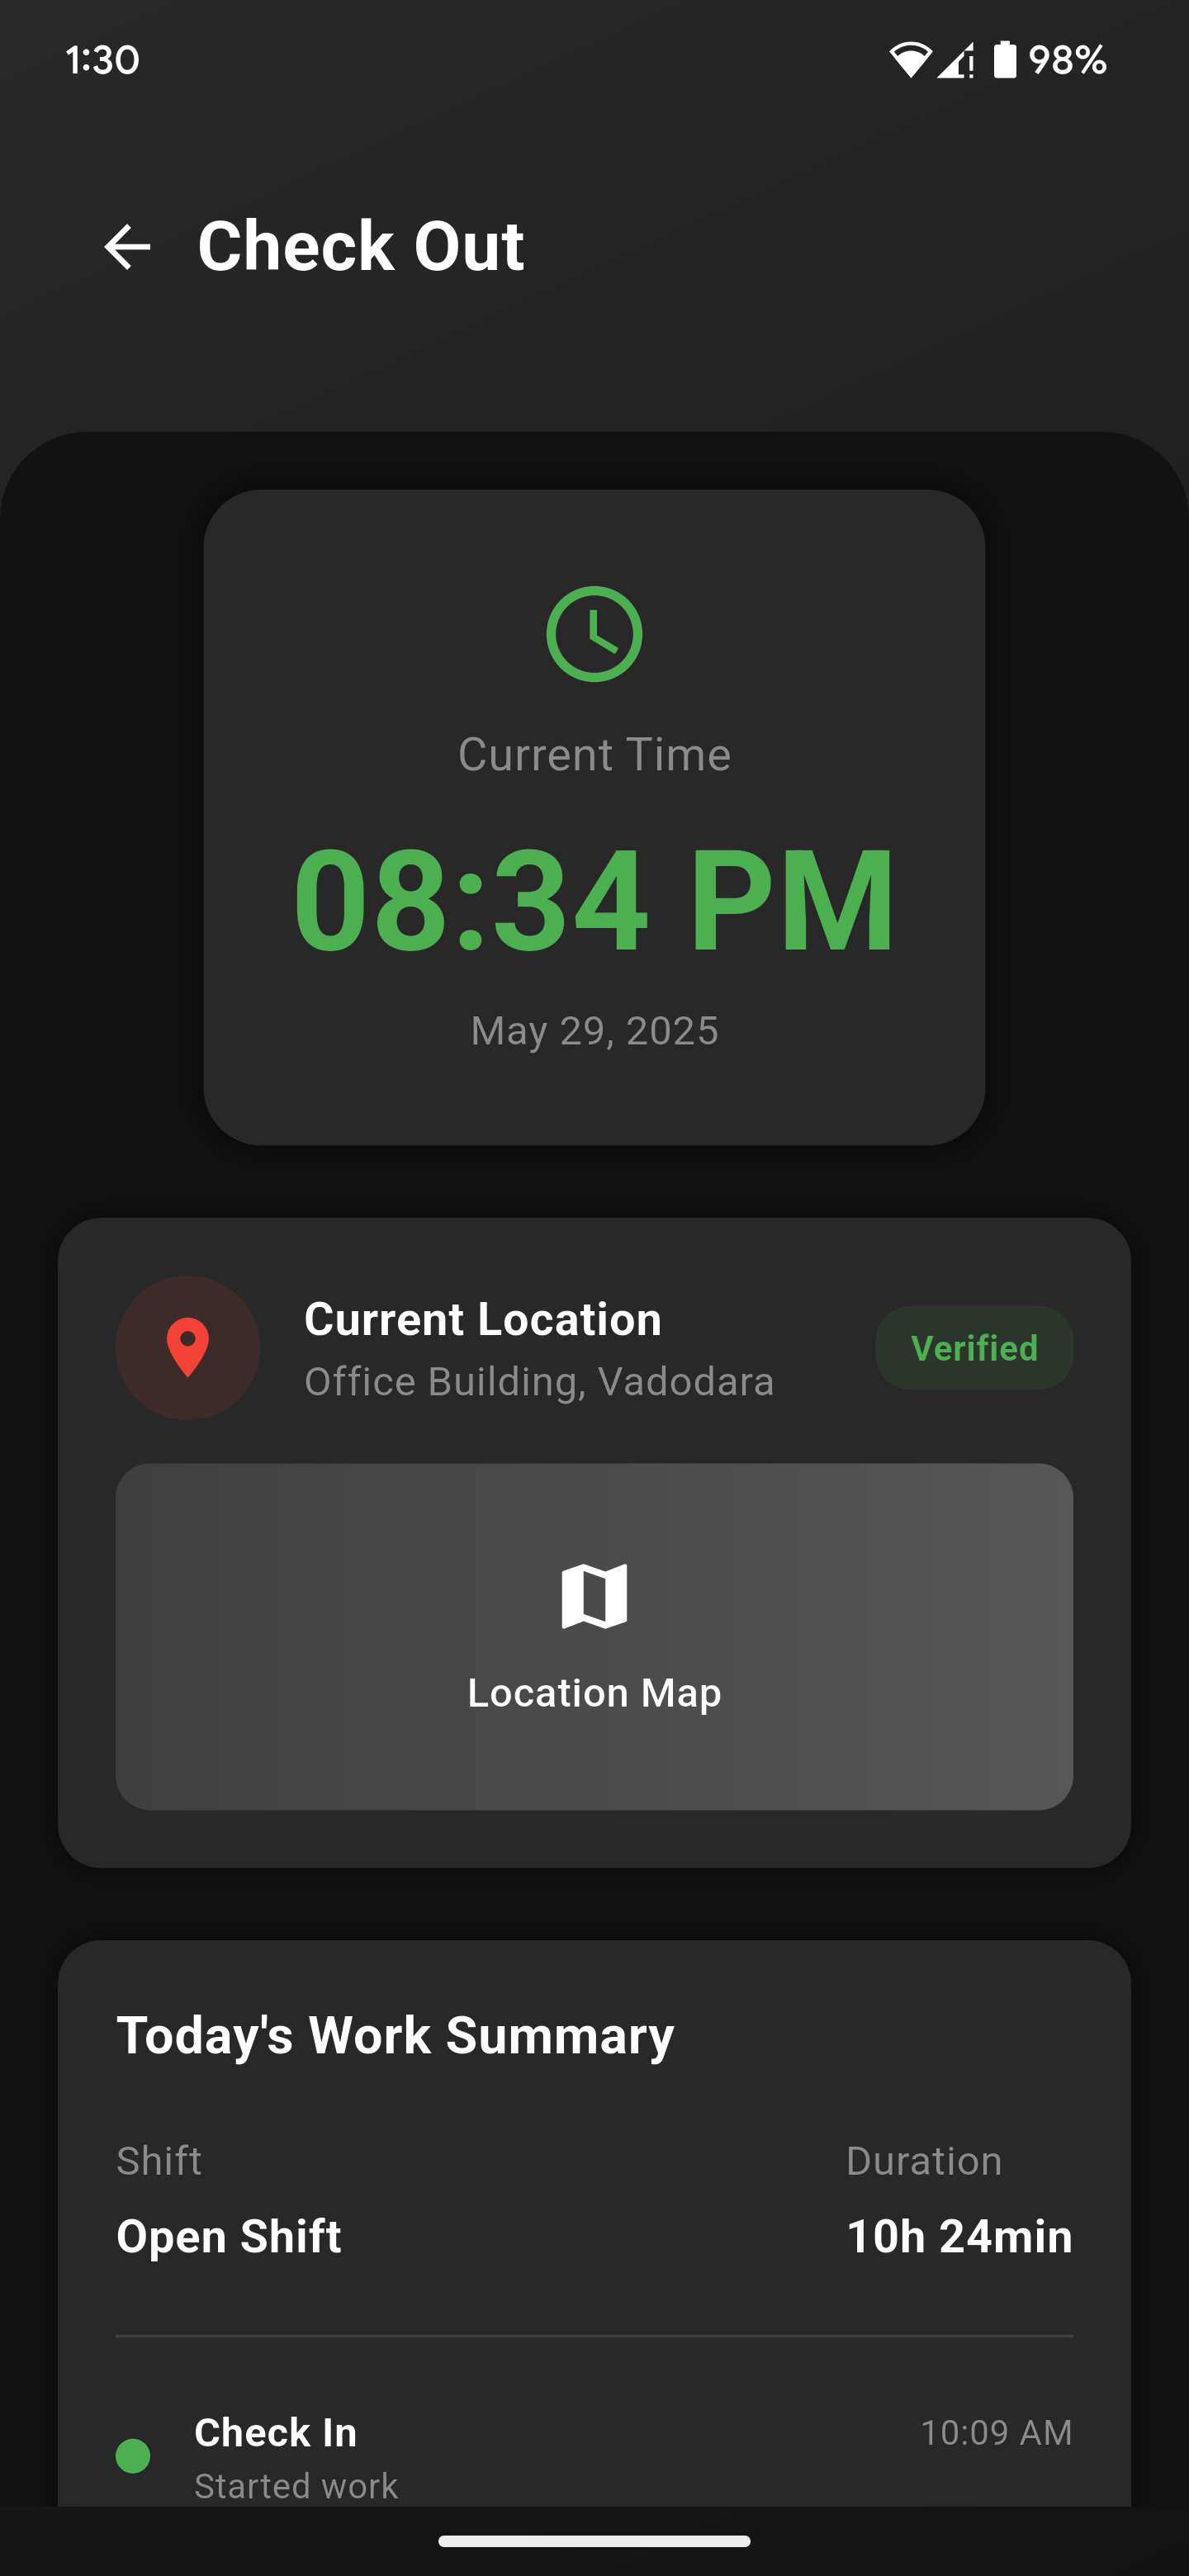 1:30
98%
Check Out
Current Time
08:34 PM
May 29, 2025
Current Location
Office Building, Vadodara
Verified
Location Map
Today's Work Summary
Shift
Duration
Open Shift
10h 24min
Check In
10:09 AM
Started work